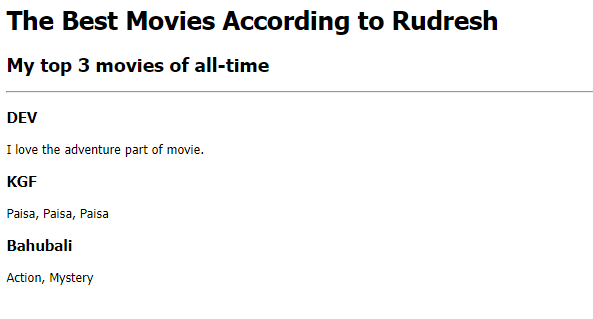 The Best Movies According to Rudresh
My top 3 movies of all-time
DEV
I love the adventure part of movie.
KGF
Paisa, Paisa, Paisa
Bahubali
Action, Mystery